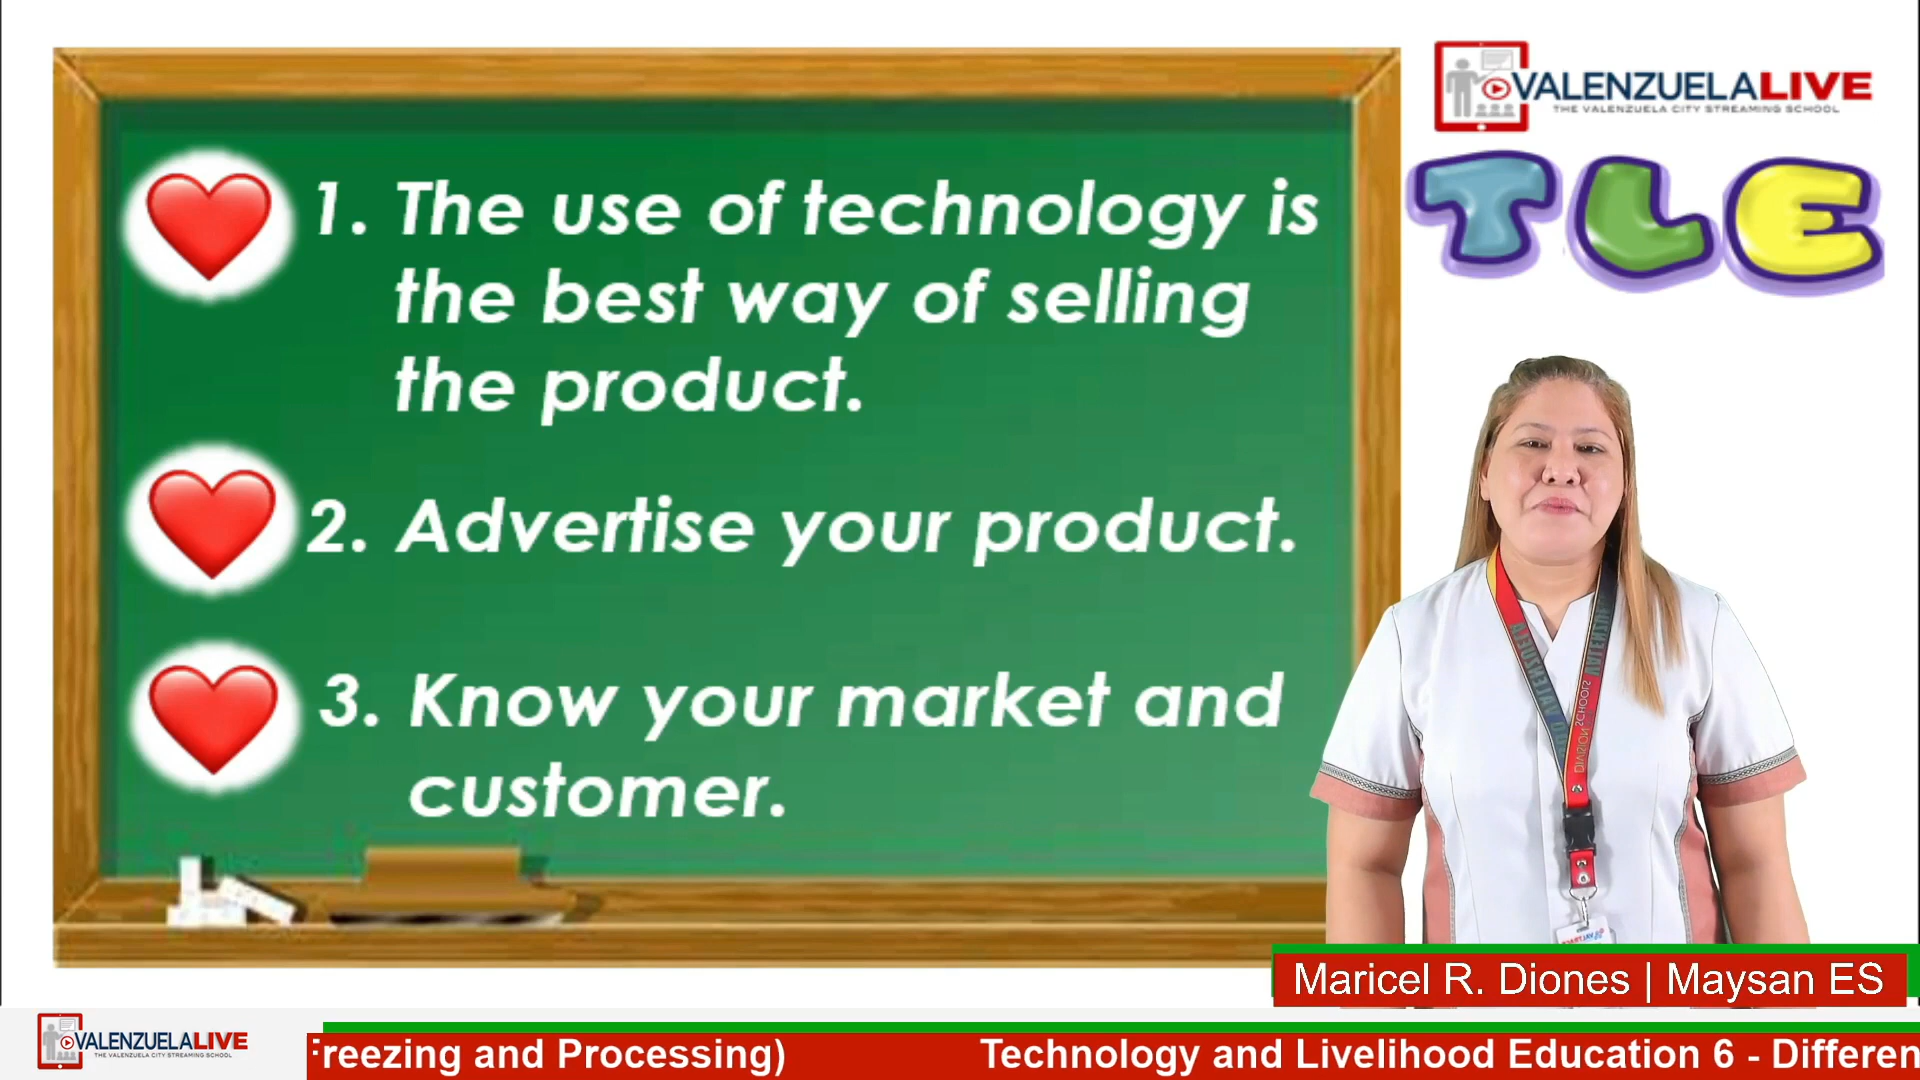 VALENZUELALIVE
THE VALENZUELA CITY STREAMING SCHOOL
TLE
1. The use of technology is
the best way of selling
the product.
2. Advertise your product.
3. Know your market and
customer.
Maricel R. Diones | Maysan ES
VALENZUELALIVE
THE VALENZUELA CITY STREAMING SCHOOL
reezing and Processing) Technology and Livelihood Education 6 - Differen